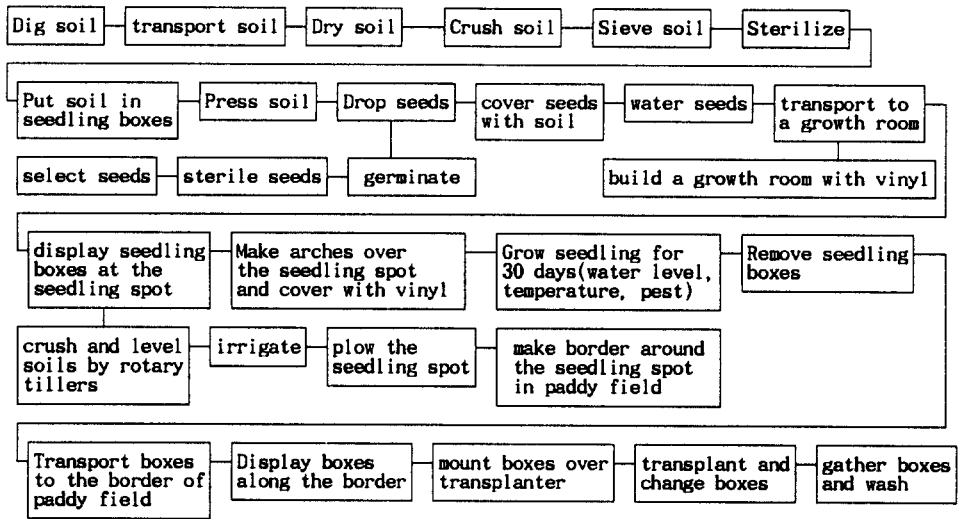 Dig soil
transport soil
Dry soil
Crush soil
Sieve soil
Sterilize
Put soil in
seedling boxes
Press soil
Drop seeds
cover seeds
with soil
water seeds
transport to
a growth room
select seeds
sterile seeds
germinate
build a growth room with vinyl
display seedling
boxes at the
seedling spot
Make arches over
the seedling spot
and cover with vinyl
Grow seedling for
30 days(water level,
temperature, pest)
Remove seedling
boxes
crush and level
soils by rotary
tillers
irrigate
plow the
seedling spot
make border around
the seedling spot
in paddy field
Transport boxes
to the border of
paddy field
Display boxes
along the border
mount boxes over
transplanter
transplant and
change boxes
gather boxes
and wash